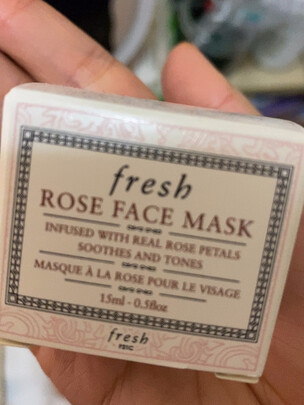 fresh
ROSE FACE MASK
INFUSED WITH REAL ROSE PETALS
SOOTHES AND TONES
MASQUE À LA ROSE POUR LE VISAGE
15ml - 0.5floz
fresh